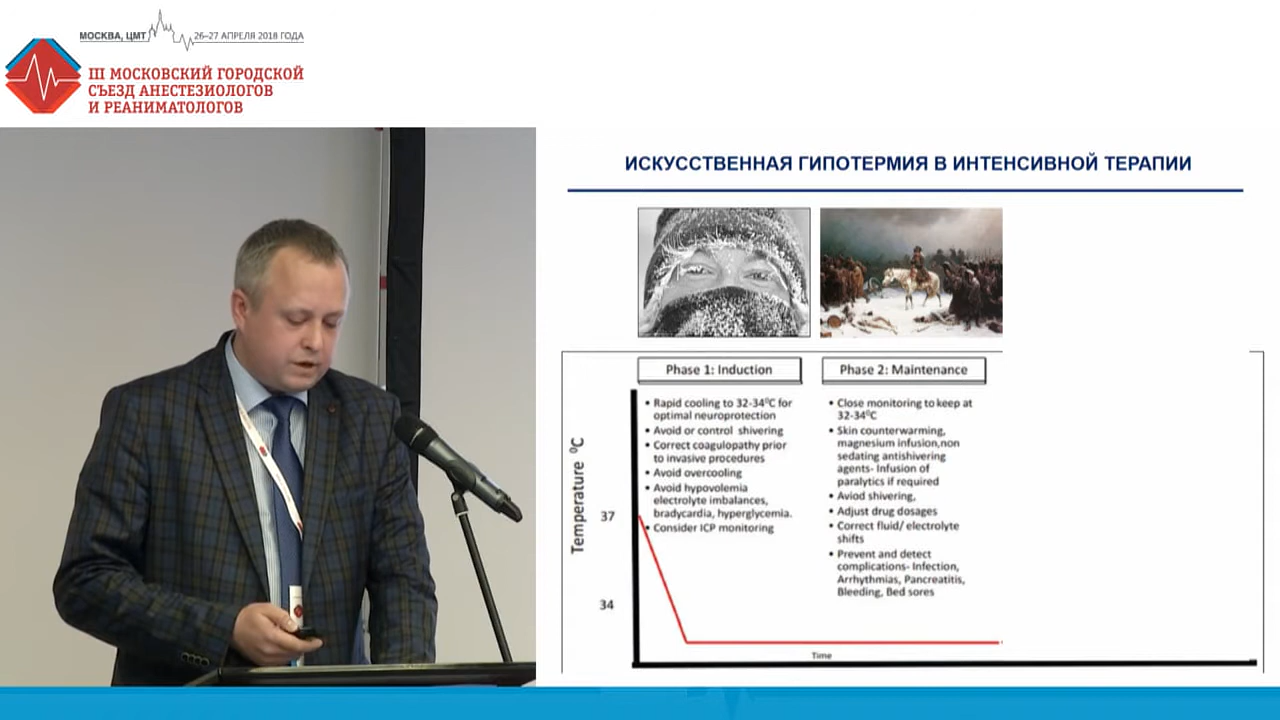 МОСКВА, ЦМТ 26–27 АПРЕЛЯ 2018 ГОДА
III МОСКОВСКИЙ ГОРОДСКОЙ
СЪЕЗД АНЕСТЕЗИОЛОГОВ
И РЕАНИМАТОЛОГОВ
ИСКУССТВЕННАЯ ГИПОТЕРМИЯ В ИНТЕНСИВНОЙ ТЕРАПИИ
Phase 1: Induction
• Rapid cooling to 32-34⁰C for
optimal neuroprotection
• Avoid or control shivering
• Correct coagulopathy prior
to invasive procedures
• Avoid overcooling
• Avoid hypovolemia
electrolyte imbalances,
bradycardia, hyperglycemia.
• Consider ICP monitoring
Phase 2: Maintenance
• Close monitoring to keep at
32-34⁰C
• Skin counterwarming,
magnesium infusion,non
sedating antishivering
agents- Infusion of
paralytics if required
• Aviod shivering,
• Adjust drug dosages
• Correct fluid/ electrolyte
shifts
• Prevent and detect
complications- Infection,
Arrhythmias, Pancreatitis,
Bleeding, Bed sores
Temperature ⁰C
37
34
Time